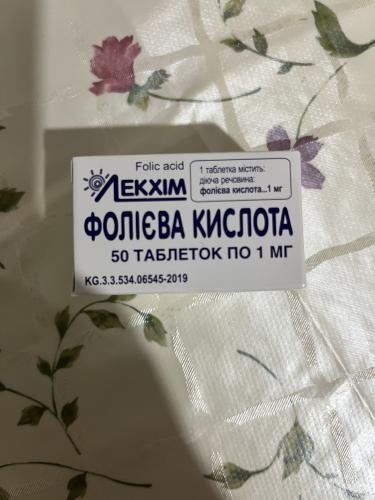 Folic acid
ЛЕКХІМ
1 таблетка містить:
діюча речовина:
фолієва кислота...1 мг
ФОЛІЄВА КИСЛОТА
50 ТАБЛЕТОК ПО 1 МГ
KG.3.3.534.06545-2019